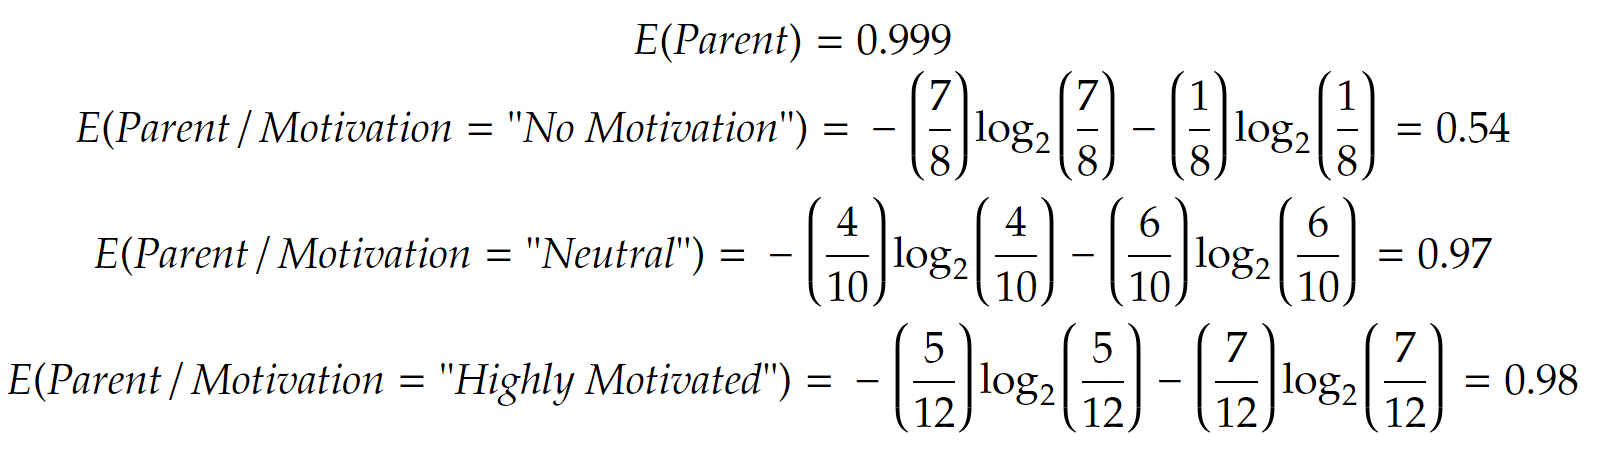 E(Parent) = 0.999
E(Parent / Motivation = "No Motivation") = − (7/8) log₂ (7/8) − (1/8) log₂ (1/8) = 0.54
E(Parent / Motivation = "Neutral") = − (4/10) log₂ (4/10) − (6/10) log₂ (6/10) = 0.97
E(Parent / Motivation = "Highly Motivated") = − (5/12) log₂ (5/12) − (7/12) log₂ (7/12) = 0.98